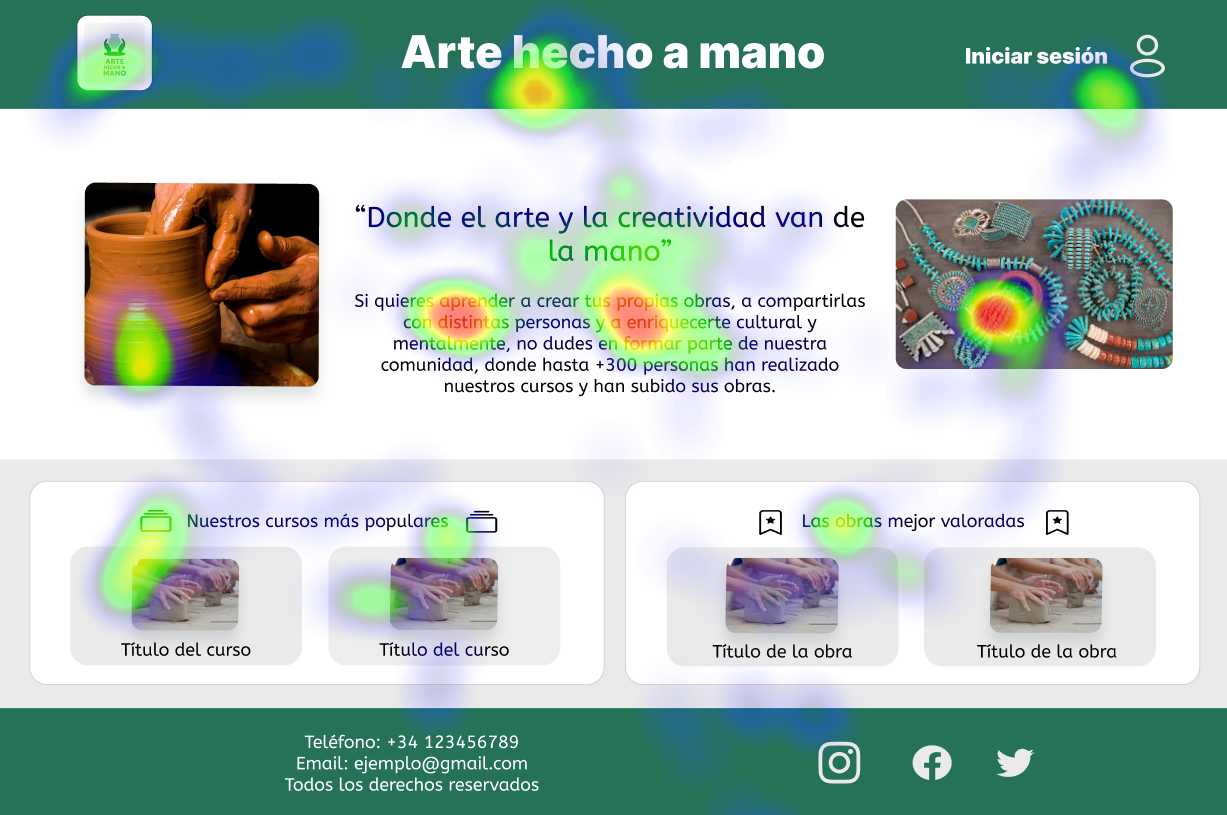 ARTE
HECHO A
MANO
Arte hecho a mano
Iniciar sesión
“Donde el arte y la creatividad van de
la mano”
Si quieres aprender a crear tus propias obras, a compartirlas
con distintas personas y a enriquecerte cultural y
mentalmente, no dudes en formar parte de nuestra
comunidad, donde hasta +300 personas han realizado
nuestros cursos y han subido sus obras.
Nuestros cursos más populares
Título del curso
Título del curso
Las obras mejor valoradas
Título de la obra
Título de la obra
Teléfono: +34 123456789
Email: ejemplo@gmail.com
Todos los derechos reservados